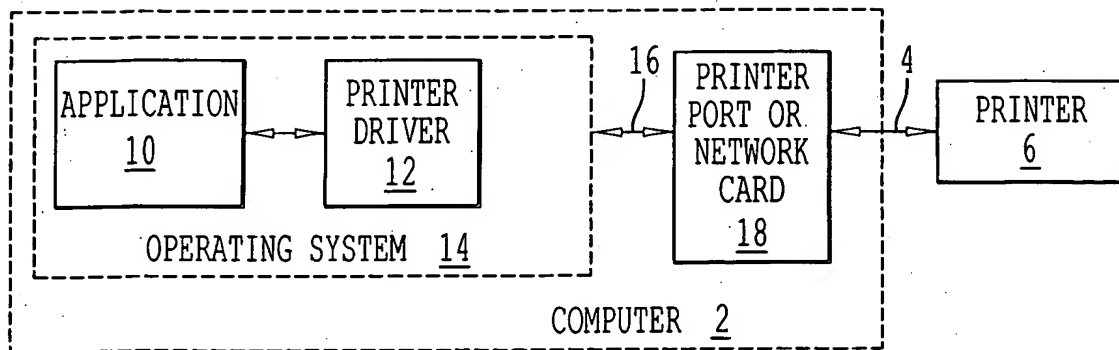 APPLICATION
10
PRINTER
DRIVER
12
OPERATING SYSTEM 14
16
PRINTER
PORT OR
NETWORK
CARD
18
4
PRINTER
6
COMPUTER 2